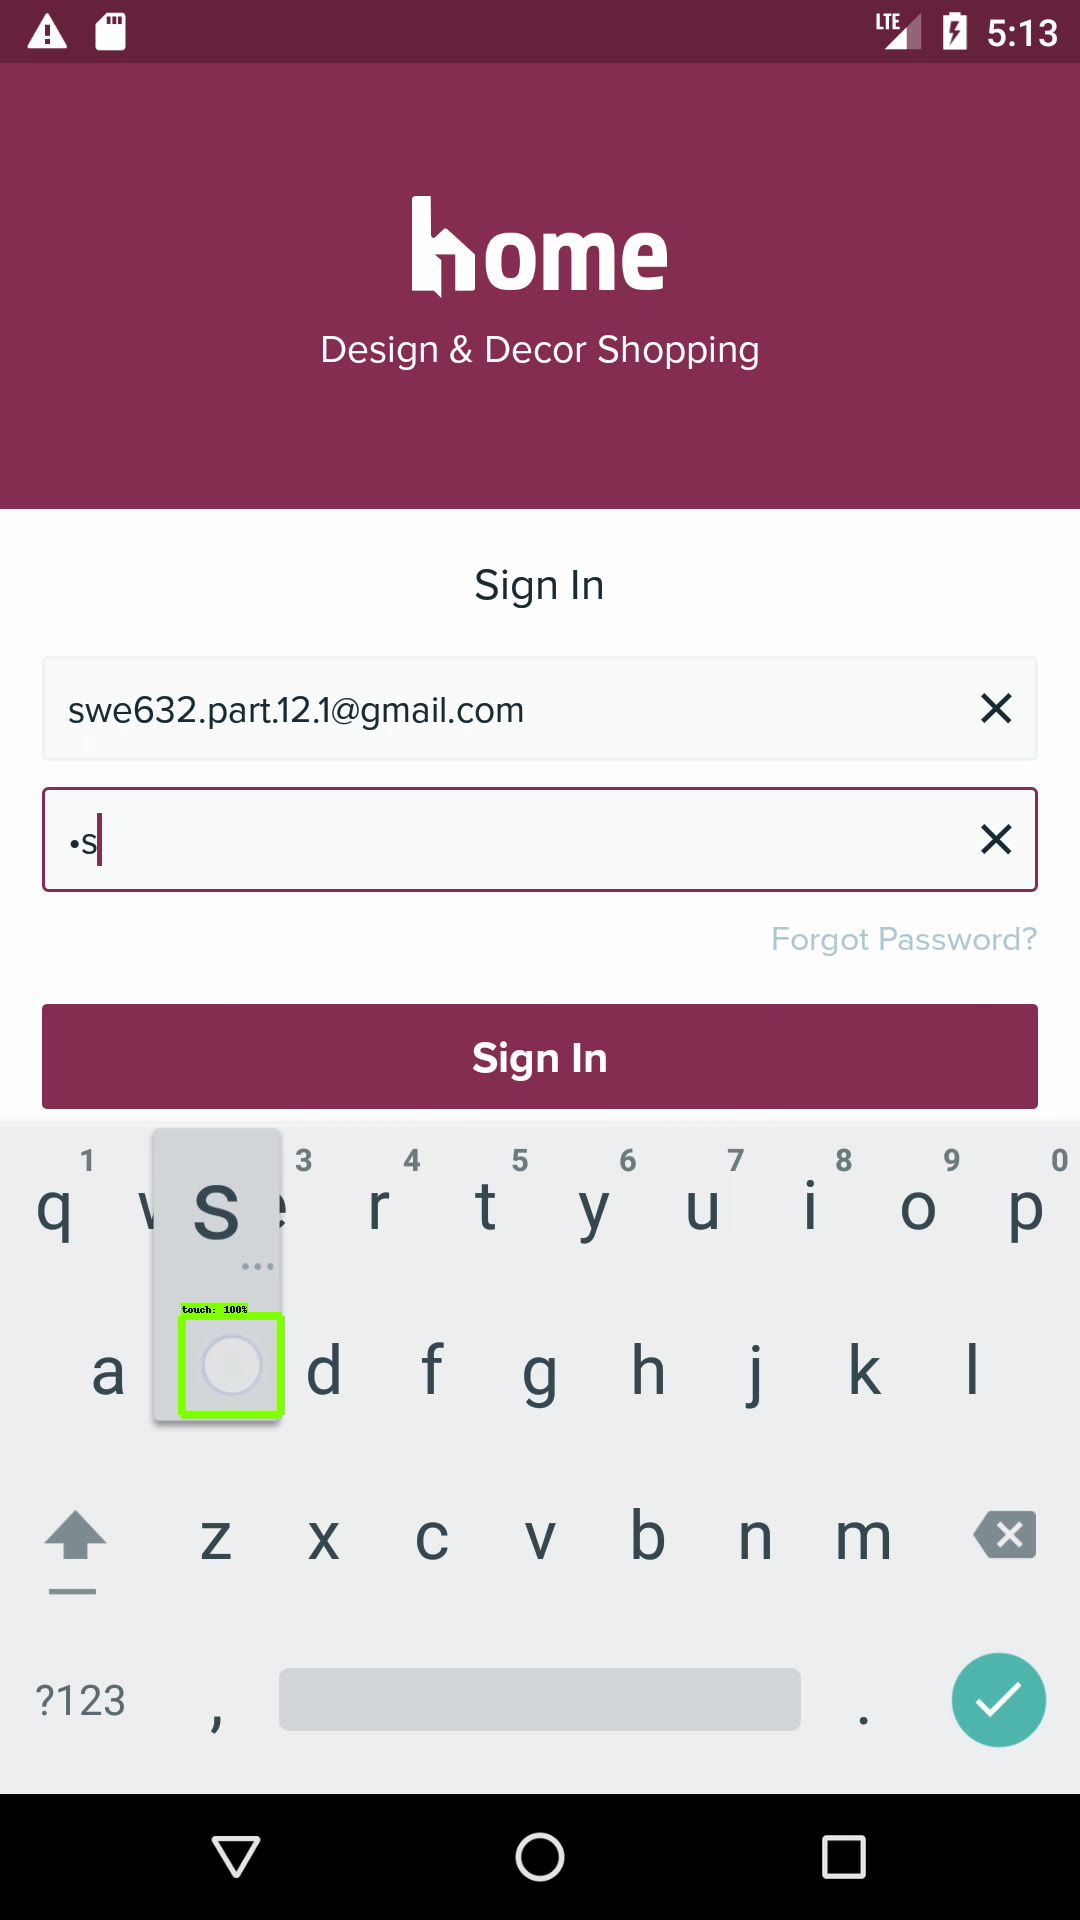 LTE 5:13
home
Design & Decor Shopping
Sign In
swe632.part.12.1@gmail.com
•s
Forgot Password?
Sign In
1 3 4 5 6 7 8 9 0
q w e r t y u i o p
s
touch: 100%
a d f g h j k l
z x c v b n m
?123 , .